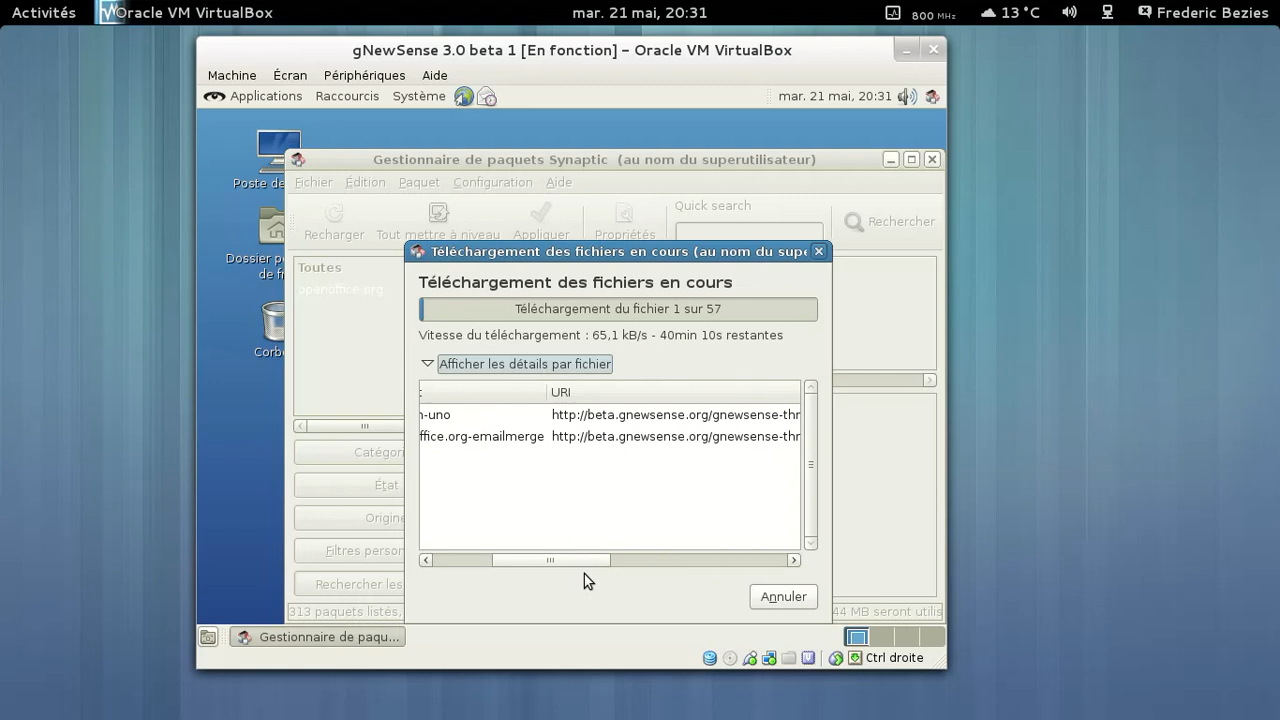 Activités Oracle VM VirtualBox mar. 21 mai, 20:31 800 MHz 13 °C Frederic Bezies
gNewSense 3.0 beta 1 [En fonction] – Oracle VM VirtualBox
Machine Écran Périphériques Aide
Applications Raccourcis Système mar. 21 mai, 20:31
Gestionnaire de paquets Synaptic (au nom du superutilisateur)
Poste de
Fichier Édition Paquet Configuration Aide
Quick search
Recharger Tout mettre à niveau Appliquer Propriétés Rechercher
Téléchargement des fichiers en cours (au nom du supe
Dossier pe
de fr
Toutes
openoffice.org
Téléchargement des fichiers en cours
Téléchargement du fichier 1 sur 57
Vitesse du téléchargement : 65,1 kB/s - 40min 10s restantes
Corbe
Afficher les détails par fichier
t URI
n-uno http://beta.gnewsense.org/gnewsense-thr
ffice.org-emailmerge http://beta.gnewsense.org/gnewsense-thr
Catégor
État
Origine
Filtres person
Rechercher les
Annuler
313 paquets listés, 44 MB seront utilis
Gestionnaire de paqu...
Ctrl droite